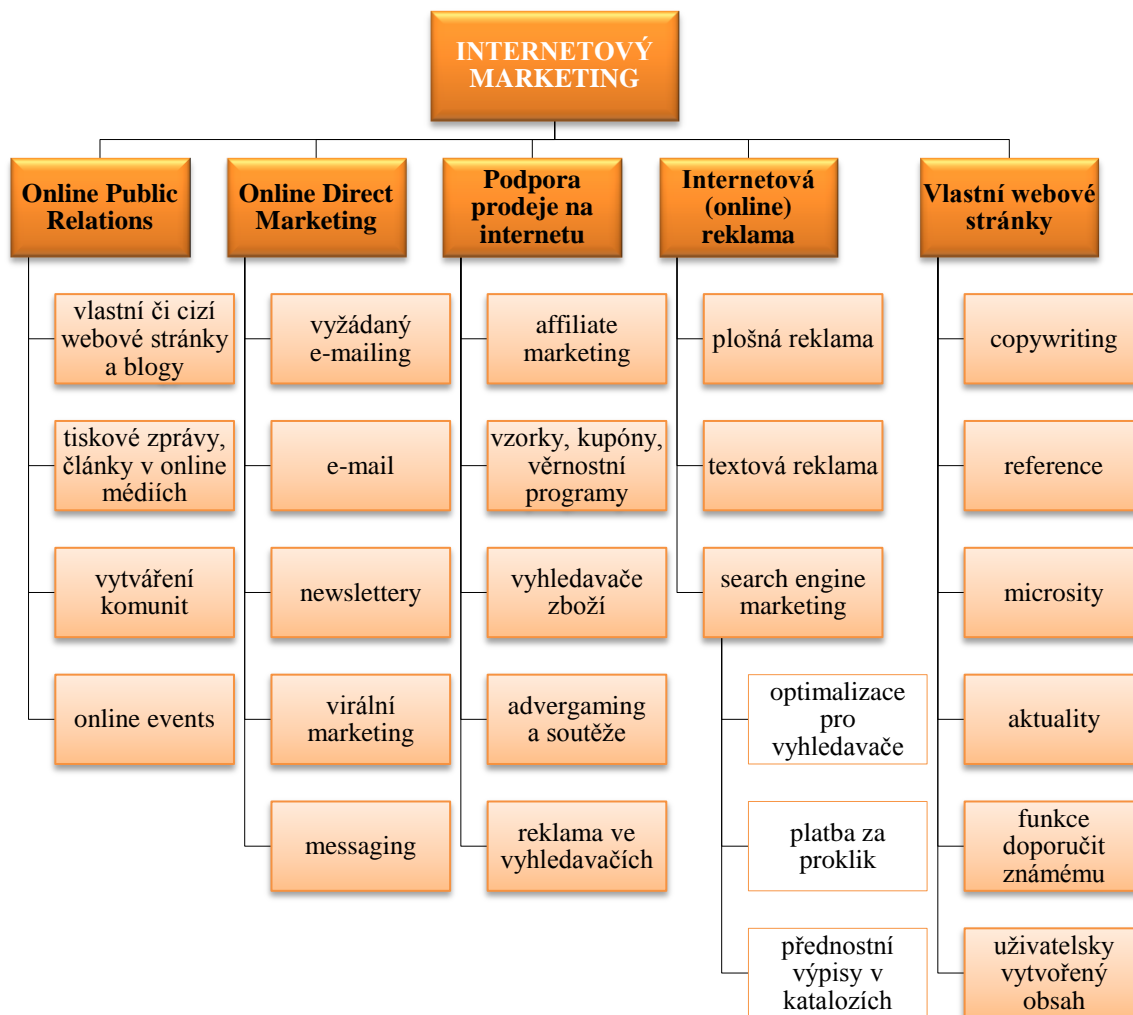 INTERNETOVÝ
MARKETING
Online Public
Relations
vlastní či cizí
webové stránky
a blogy
tiskové zprávy,
články v online
médiích
vytváření
komunit
online events
Online Direct
Marketing
vyžádaný
e-mailing
e-mail
newslettery
virální
marketing
messaging
Podpora
prodeje na
internetu
affiliate
marketing
vzorky, kupóny,
věrnostní
programy
vyhledavače
zboží
advergaming
a soutěže
reklama ve
vyhledavačích
Internetová
(online)
reklama
plošná reklama
textová reklama
search engine
marketing
optimalizace
pro
vyhledavače
platba za
proklik
přednostní
výpisy v
katalozích
Vlastní webové
stránky
copywriting
reference
microsity
aktuality
funkce
doporučit
známému
uživatelsky
vytvořený
obsah